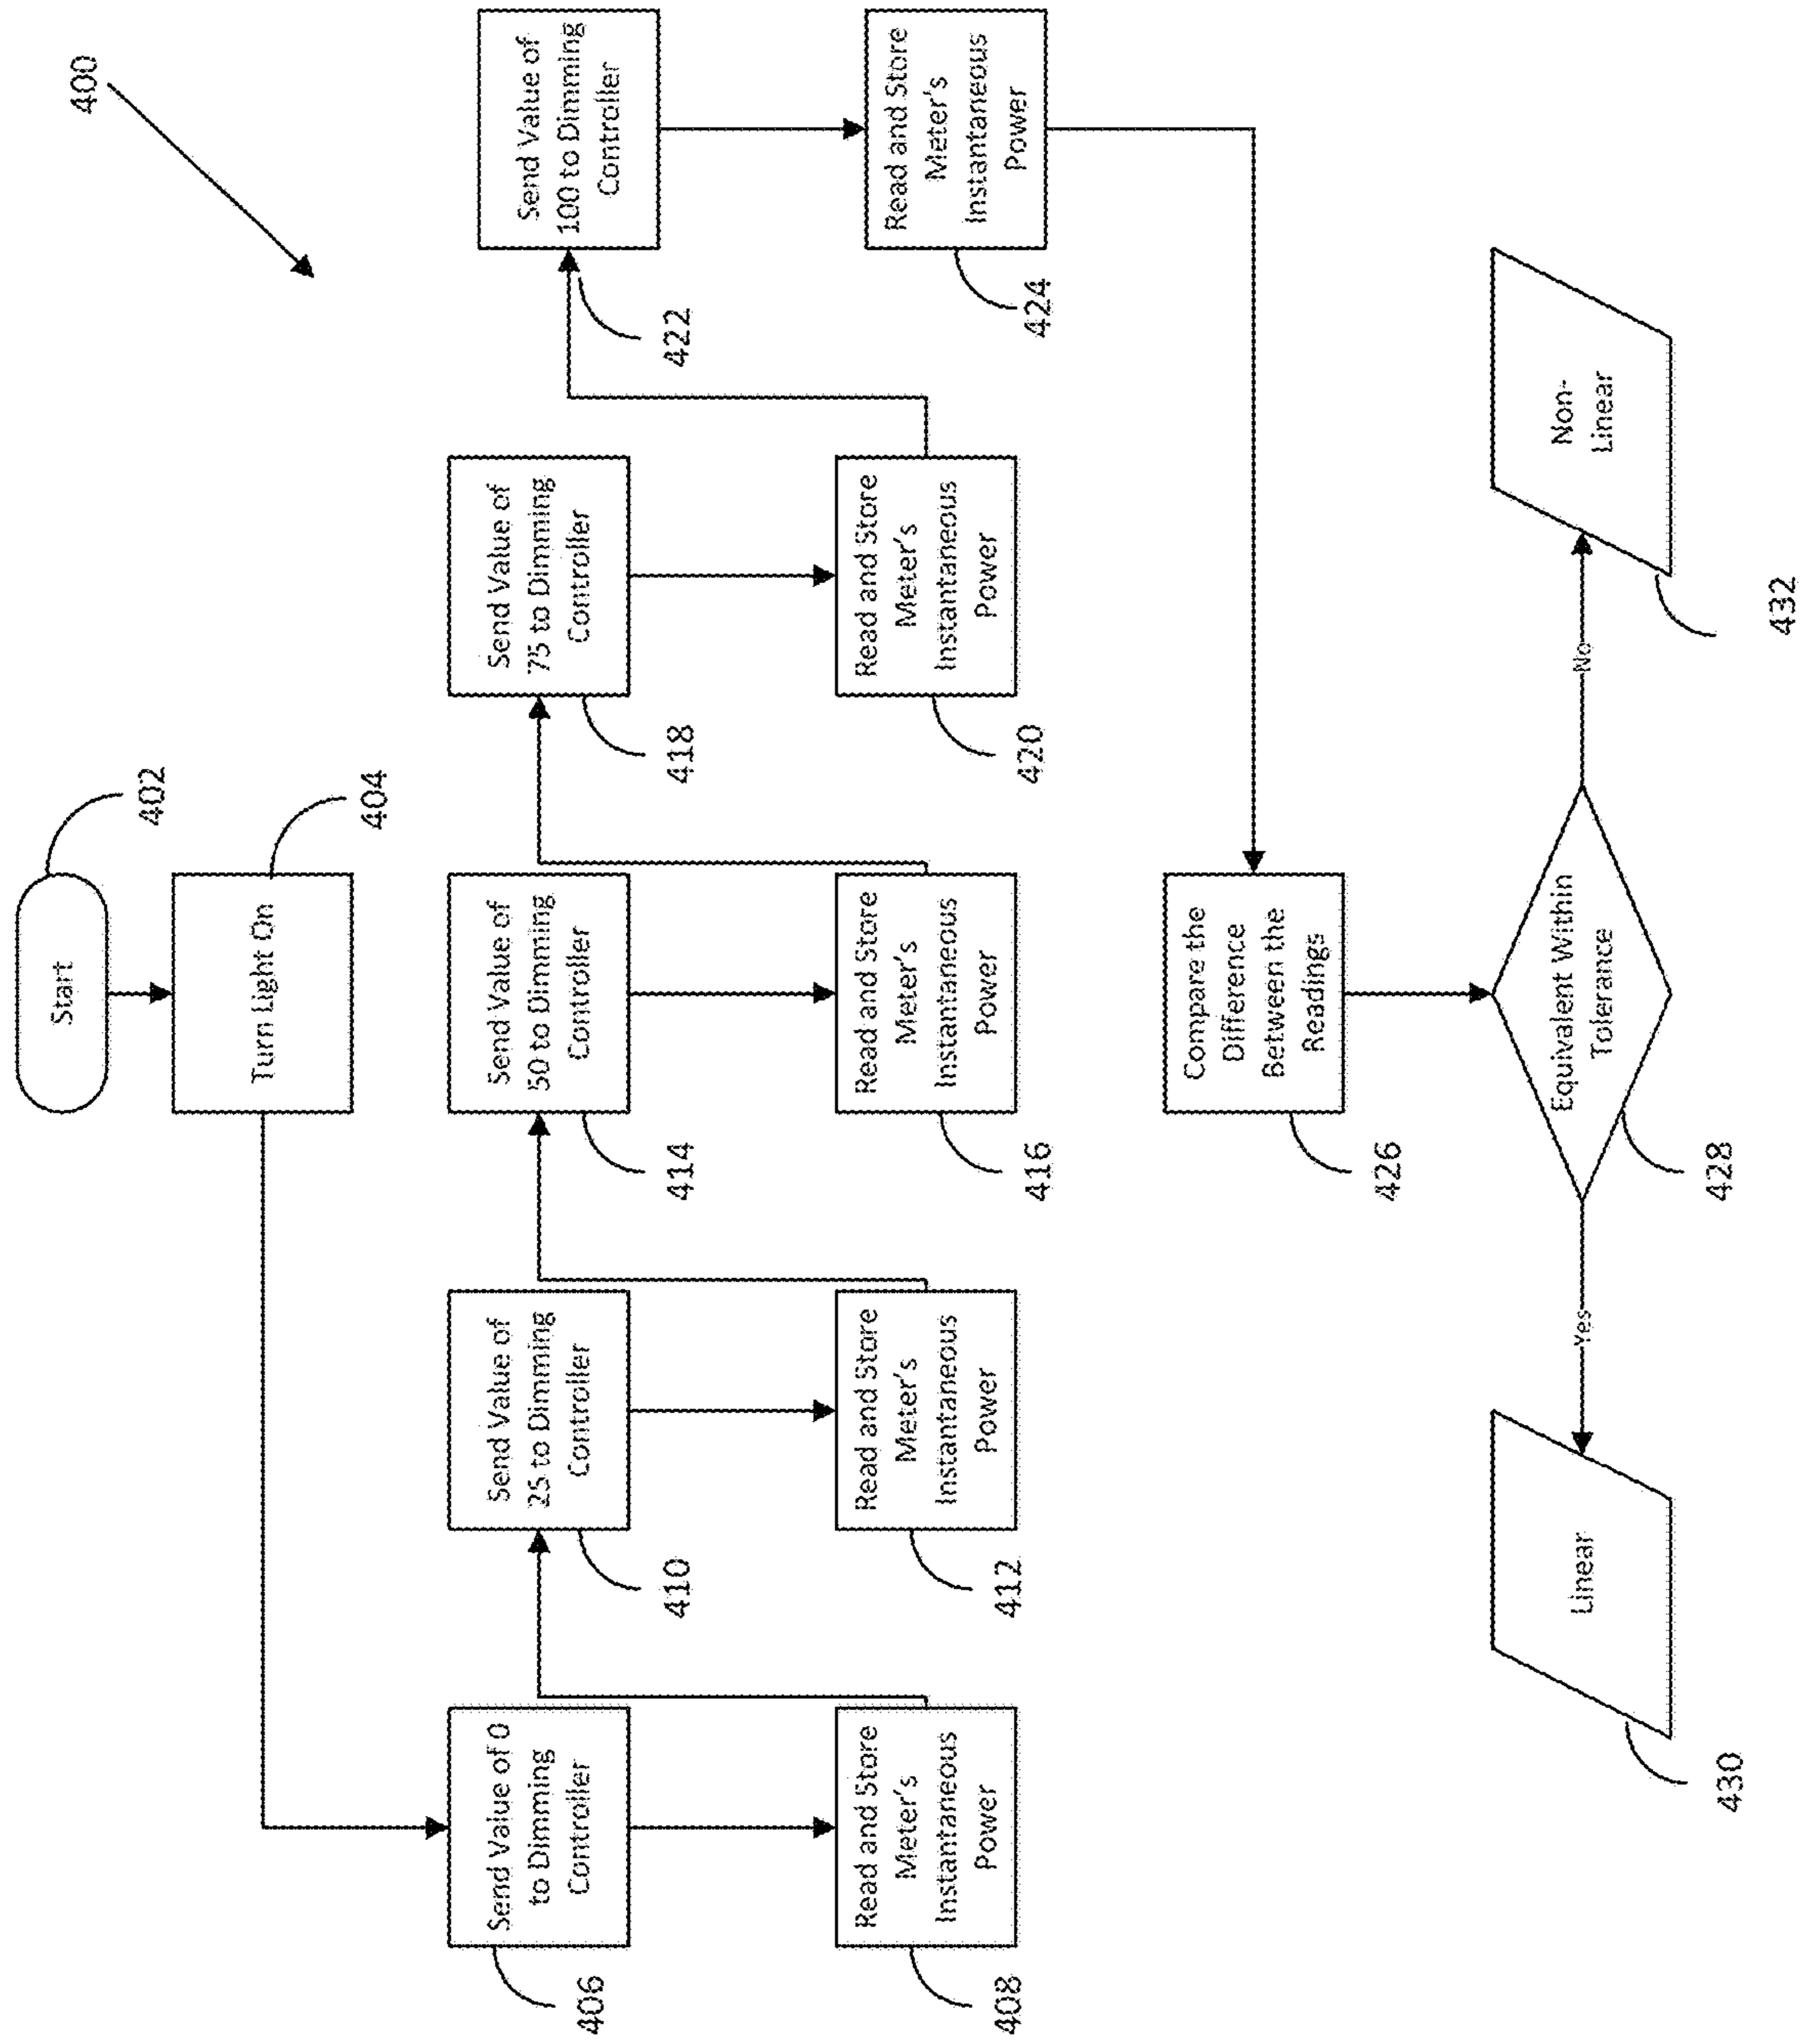 400
Start
402
Turn Light On
404
Send Value of 0
to Dimming
Controller
406
Read and Store
Meter's
Instantaneous
Power
408
Send Value of
25 to Dimming
Controller
410
Read and Store
Meter's
Instantaneous
Power
412
Send Value of
50 to Dimming
Controller
414
Read and Store
Meter's
Instantaneous
Power
416
Send Value of
75 to Dimming
Controller
418
Read and Store
Meter's
Instantaneous
Power
420
Send Value of
100 to Dimming
Controller
422
Read and Store
Meter's
Instantaneous
Power
424
Compare the
Difference
Between the
Readings
426
Equivalent Within
Tolerance
428
Yes
Linear
430
No
Non-
Linear
432